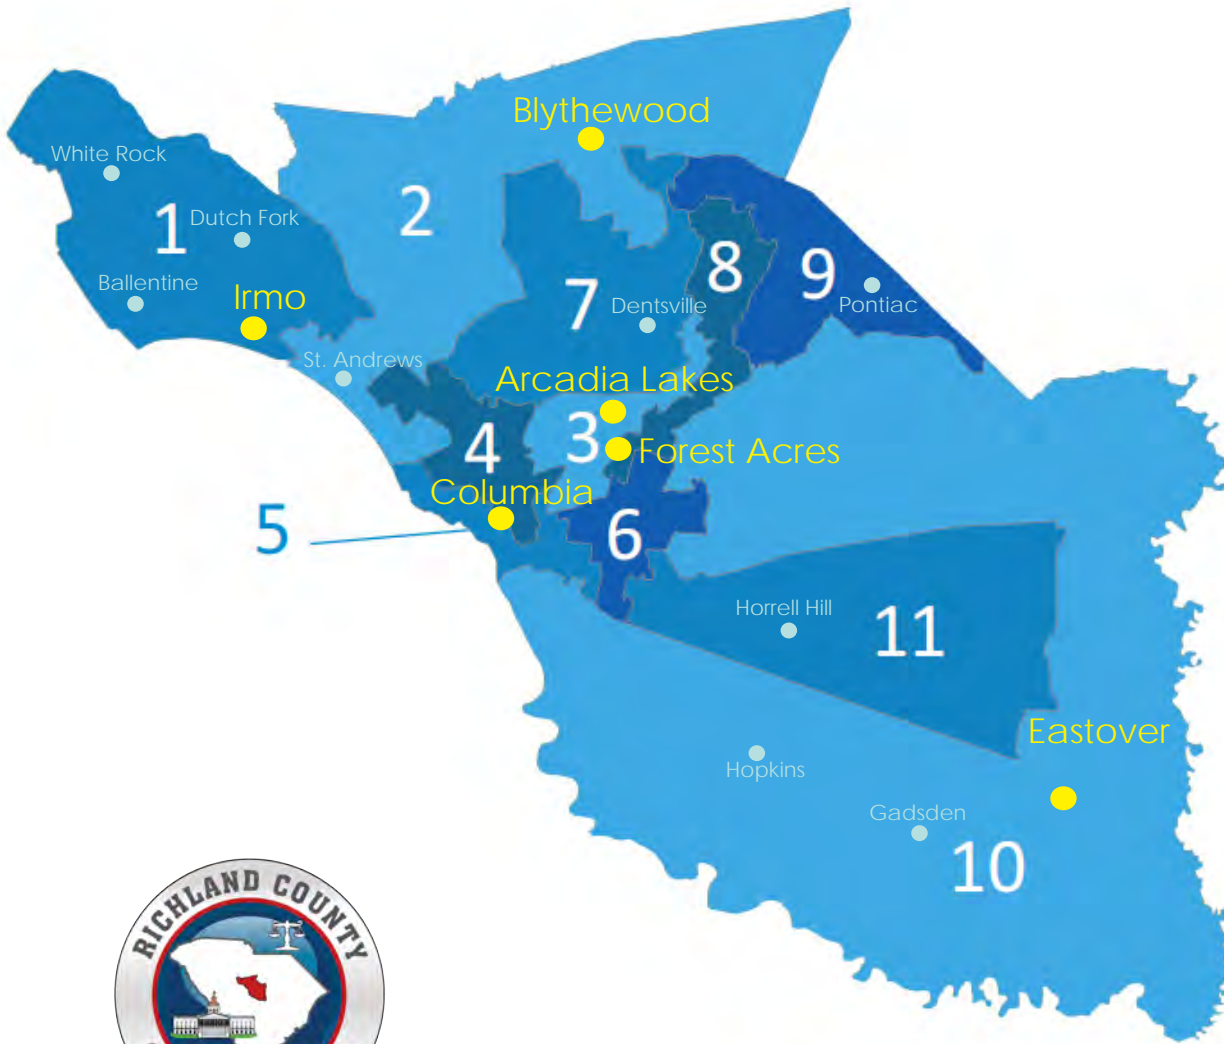 Blythewood
White Rock
2
1
Dutch Fork
8
9
Ballentine
Irmo
7
Dentsville
Pontiac
St. Andrews
Arcadia Lakes
3
4
Forest Acres
Columbia
5
6
Horrell Hill
11
Eastover
Hopkins
Gadsden
10
RICHLAND COUNTY